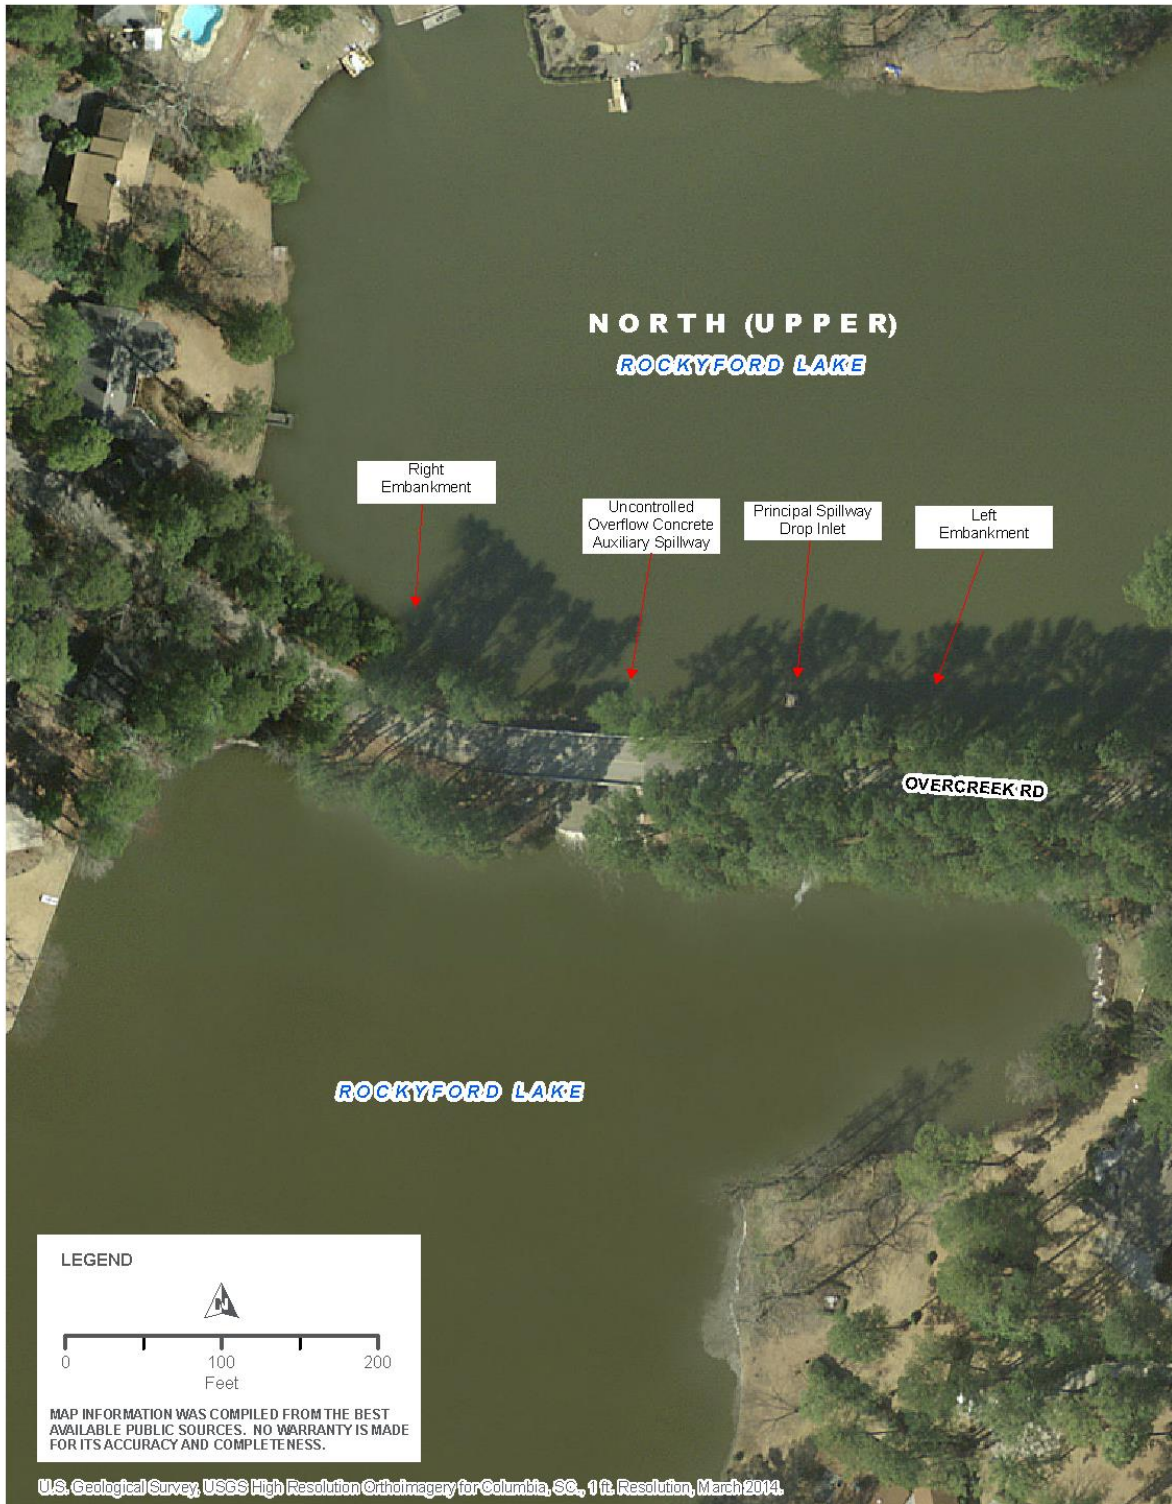 NORTH (UPPER)
ROCKYFORD LAKE
Right
Embankment
Uncontrolled
Overflow Concrete
Auxiliary Spillway
Principal Spillway
Drop Inlet
Left
Embankment
OVERCREEK RD
ROCKYFORD LAKE
LEGEND
N
0 100 200
Feet
MAP INFORMATION WAS COMPILED FROM THE BEST
AVAILABLE PUBLIC SOURCES. NO WARRANTY IS MADE
FOR ITS ACCURACY AND COMPLETENESS.
U.S. Geological Survey, USGS High Resolution Orthoimagery for Columbia, SC., 1 ft. Resolution, March 2014.